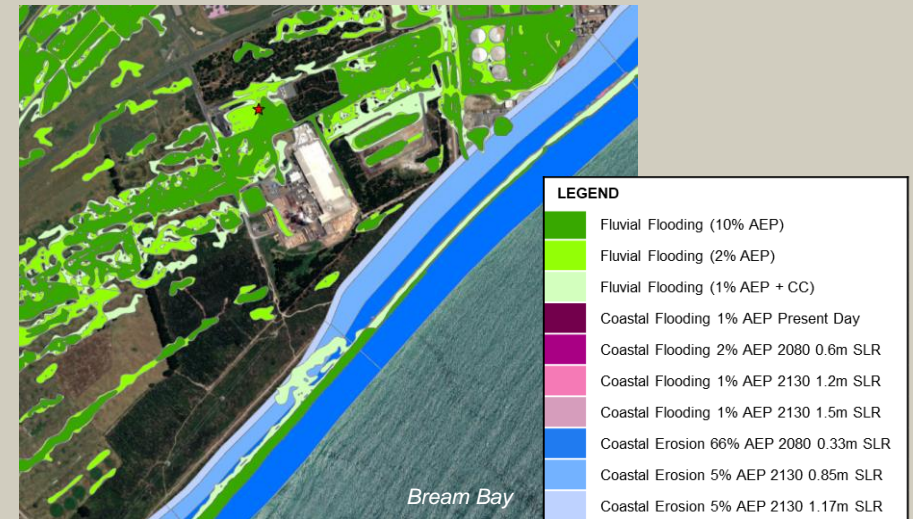 LEGEND
Fluvial Flooding (10% AEP)
Fluvial Flooding (2% AEP)
Fluvial Flooding (1% AEP + CC)
Coastal Flooding 1% AEP Present Day
Coastal Flooding 2% AEP 2080 0.6m SLR
Coastal Flooding 1% AEP 2130 1.2m SLR
Coastal Flooding 1% AEP 2130 1.5m SLR
Coastal Erosion 66% AEP 2080 0.33m SLR
Coastal Erosion 5% AEP 2130 0.85m SLR
Coastal Erosion 5% AEP 2130 1.17m SLR
Bream Bay